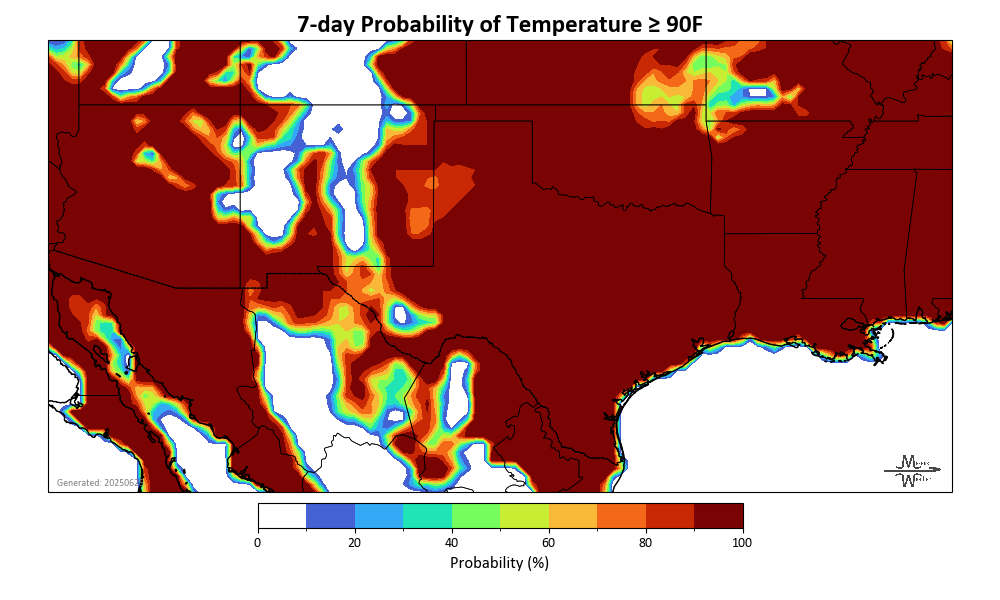 7-day Probability of Temperature ≥ 90F
Generated: 2025062
0 20 40 60 80 100
Probability (%)